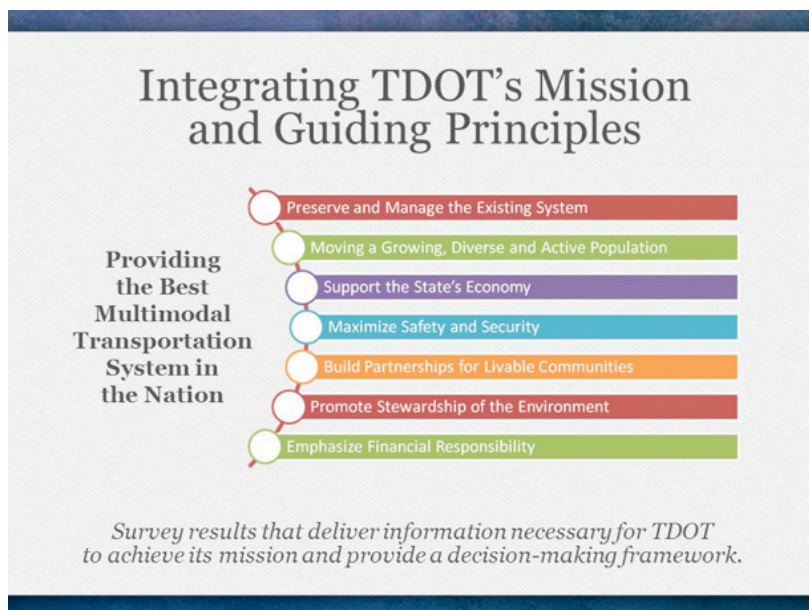 Integrating TDOT’s Mission
and Guiding Principles
Providing
the Best
Multimodal
Transportation
System in
the Nation
Preserve and Manage the Existing System
Moving a Growing, Diverse and Active Population
Support the State’s Economy
Maximize Safety and Security
Build Partnerships for Livable Communities
Promote Stewardship of the Environment
Emphasize Financial Responsibility
Survey results that deliver information necessary for TDOT
to achieve its mission and provide a decision-making framework.